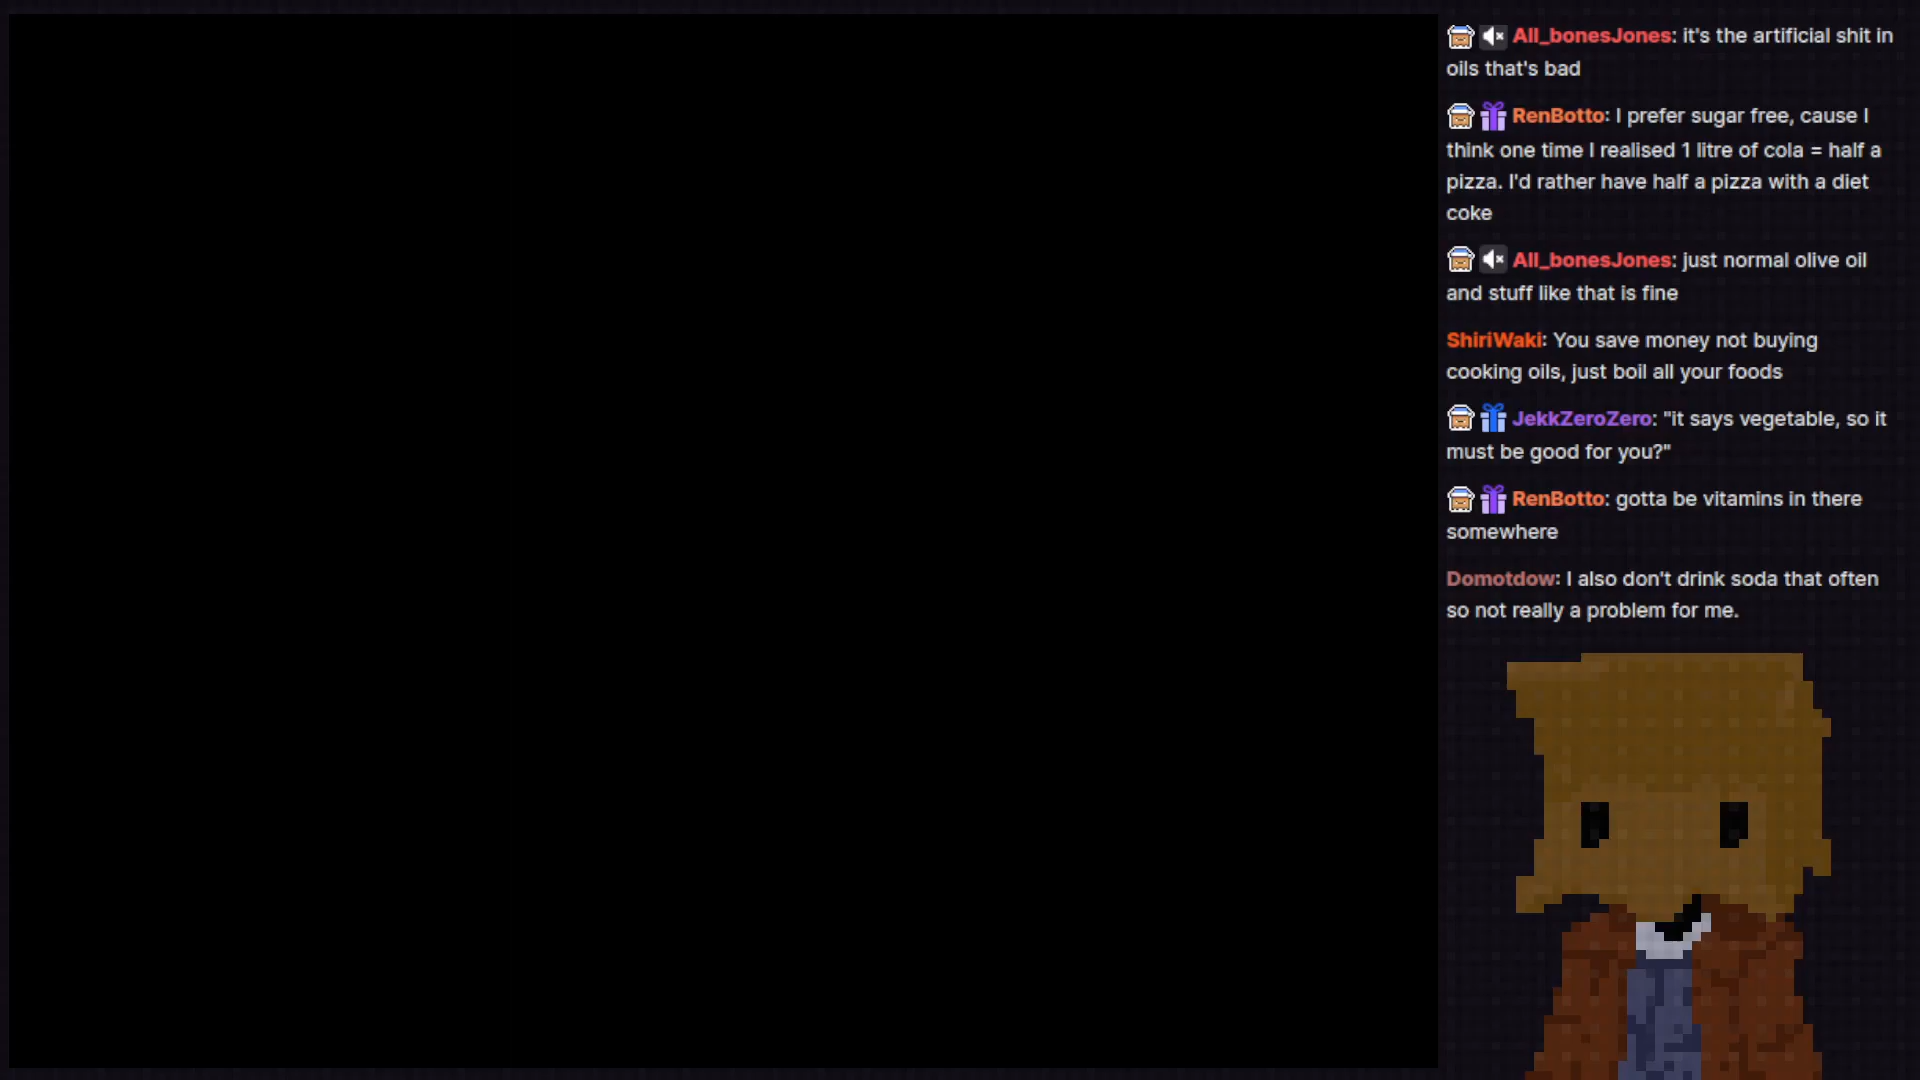 All_bonesJones: it's the artificial shit in
oils that's bad
RenBotto: I prefer sugar free, cause I
think one time I realised 1 litre of cola = half a
pizza. I'd rather have half a pizza with a diet
coke
All_bonesJones: just normal olive oil
and stuff like that is fine
ShiriWaki: You save money not buying
cooking oils, just boil all your foods
JekkZeroZero: "it says vegetable, so it
must be good for you?"
RenBotto: gotta be vitamins in there
somewhere
Domotdow: I also don't drink soda that often
so not really a problem for me.